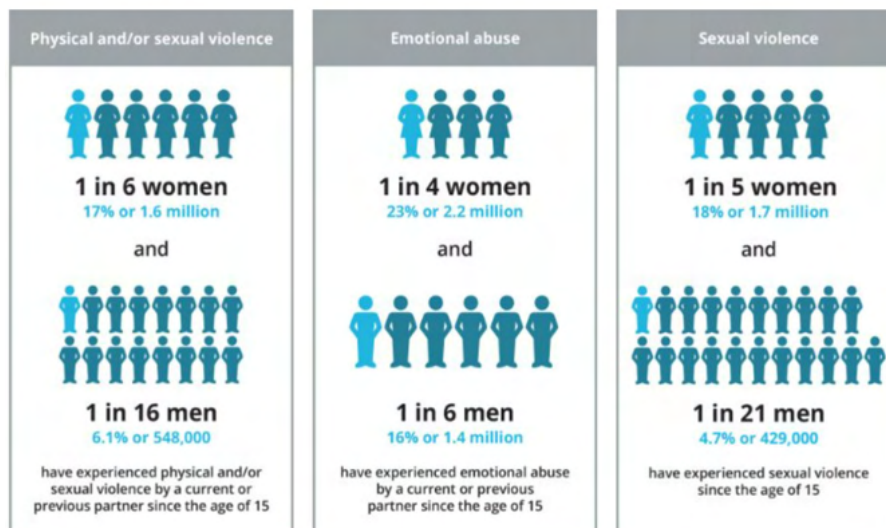 Physical and/or sexual violence
1 in 6 women
17% or 1.6 million
and
1 in 16 men
6.1% or 548,000
have experienced physical and/or
sexual violence by a current or
previous partner since the age of 15
Emotional abuse
1 in 4 women
23% or 2.2 million
and
1 in 6 men
16% or 1.4 million
have experienced emotional abuse
by a current or previous
partner since the age of 15
Sexual violence
1 in 5 women
18% or 1.7 million
and
1 in 21 men
4.7% or 429,000
have experienced sexual violence
since the age of 15